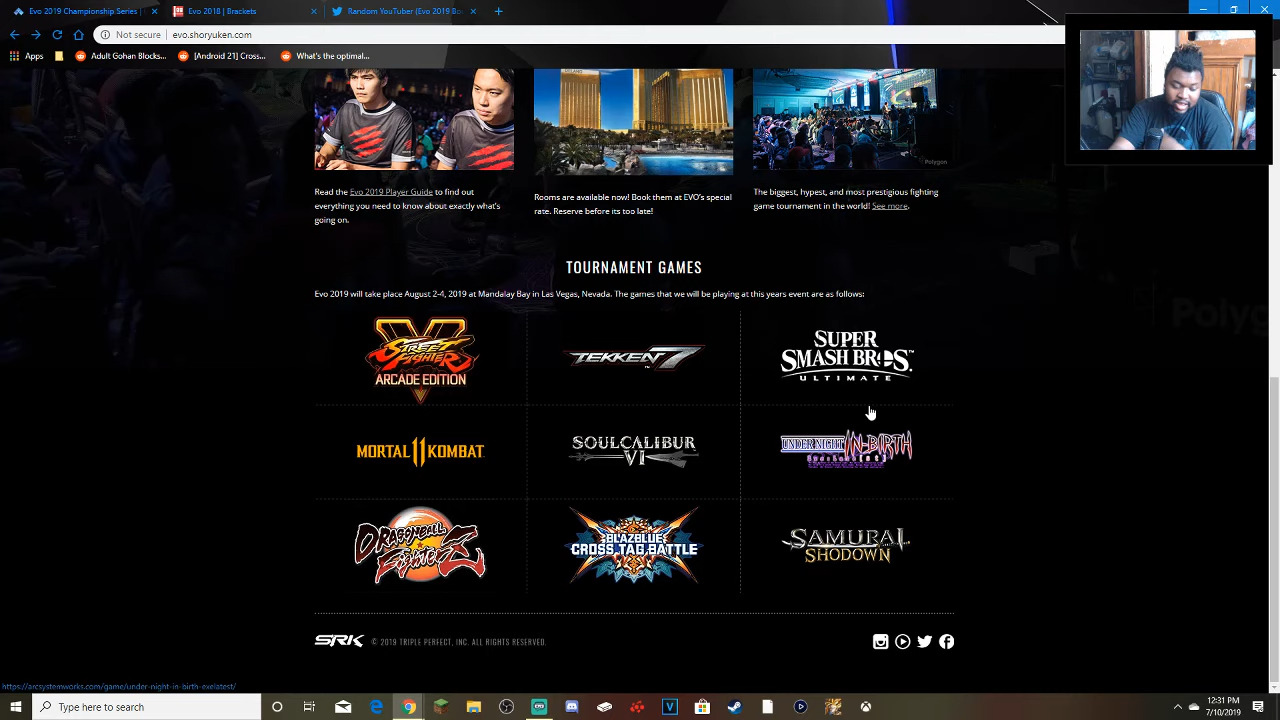 Evo 2019 Championship Series |
Evo 2018 | Brackets
Random YouTuber (Evo 2019 Bo
Not secure | evo.shoryuken.com
Apps
Adult Gohan Blocks...
[Android 21] Cross...
What's the optimal...
Polygon
Read the Evo 2019 Player Guide to find out
everything you need to know about exactly what's
going on.
Rooms are available now! Book them at EVO's special
rate. Reserve before its too late!
The biggest, hypest, and most prestigious fighting
game tournament in the world! See more.
TOURNAMENT GAMES
Evo 2019 will take place August 2-4, 2019 at Mandalay Bay in Las Vegas, Nevada. The games that we will be playing at this years event are as follows:
V
STREET
FIGHTER
ARCADE EDITION
TEKKEN 7
SUPER
SMASH BROS.
ULTIMATE
MORTAL KOMBAT 11
SOULCALIBUR
VI
UNDER NIGHT IN-BIRTH
DRAGONBALL
FighterZ
BLAZBLUE
CROSS TAG BATTLE
SAMURAI
SHODOWN
SRK © 2019 TRIPLE PERFECT, INC. ALL RIGHTS RESERVED.
https://arcsystemworks.com/game/under-night-in-birth-exelatest/
Type here to search
12:31 PM
7/10/2019